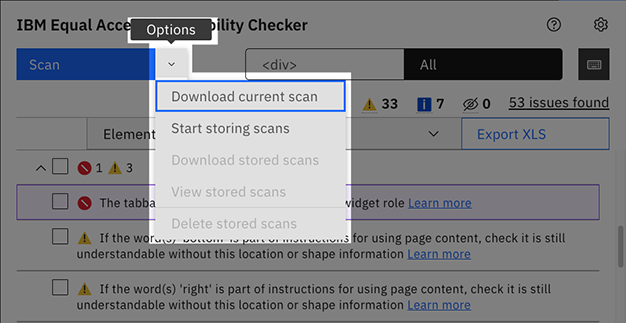 IBM Equal Acce bility Checker
Options
Scan
<div>
All
Download current scan
Start storing scans
Download stored scans
View stored scans
Delete stored scans
33
7
0
53 issues found
Element
Export XLS
1
3
The tabba widget role Learn more
If the word(s) 'bottom' is part of instructions for using page content, check it is still
understandable without this location or shape information Learn more
If the word(s) 'right' is part of instructions for using page content, check it is still
understandable without this location or shape information Learn more